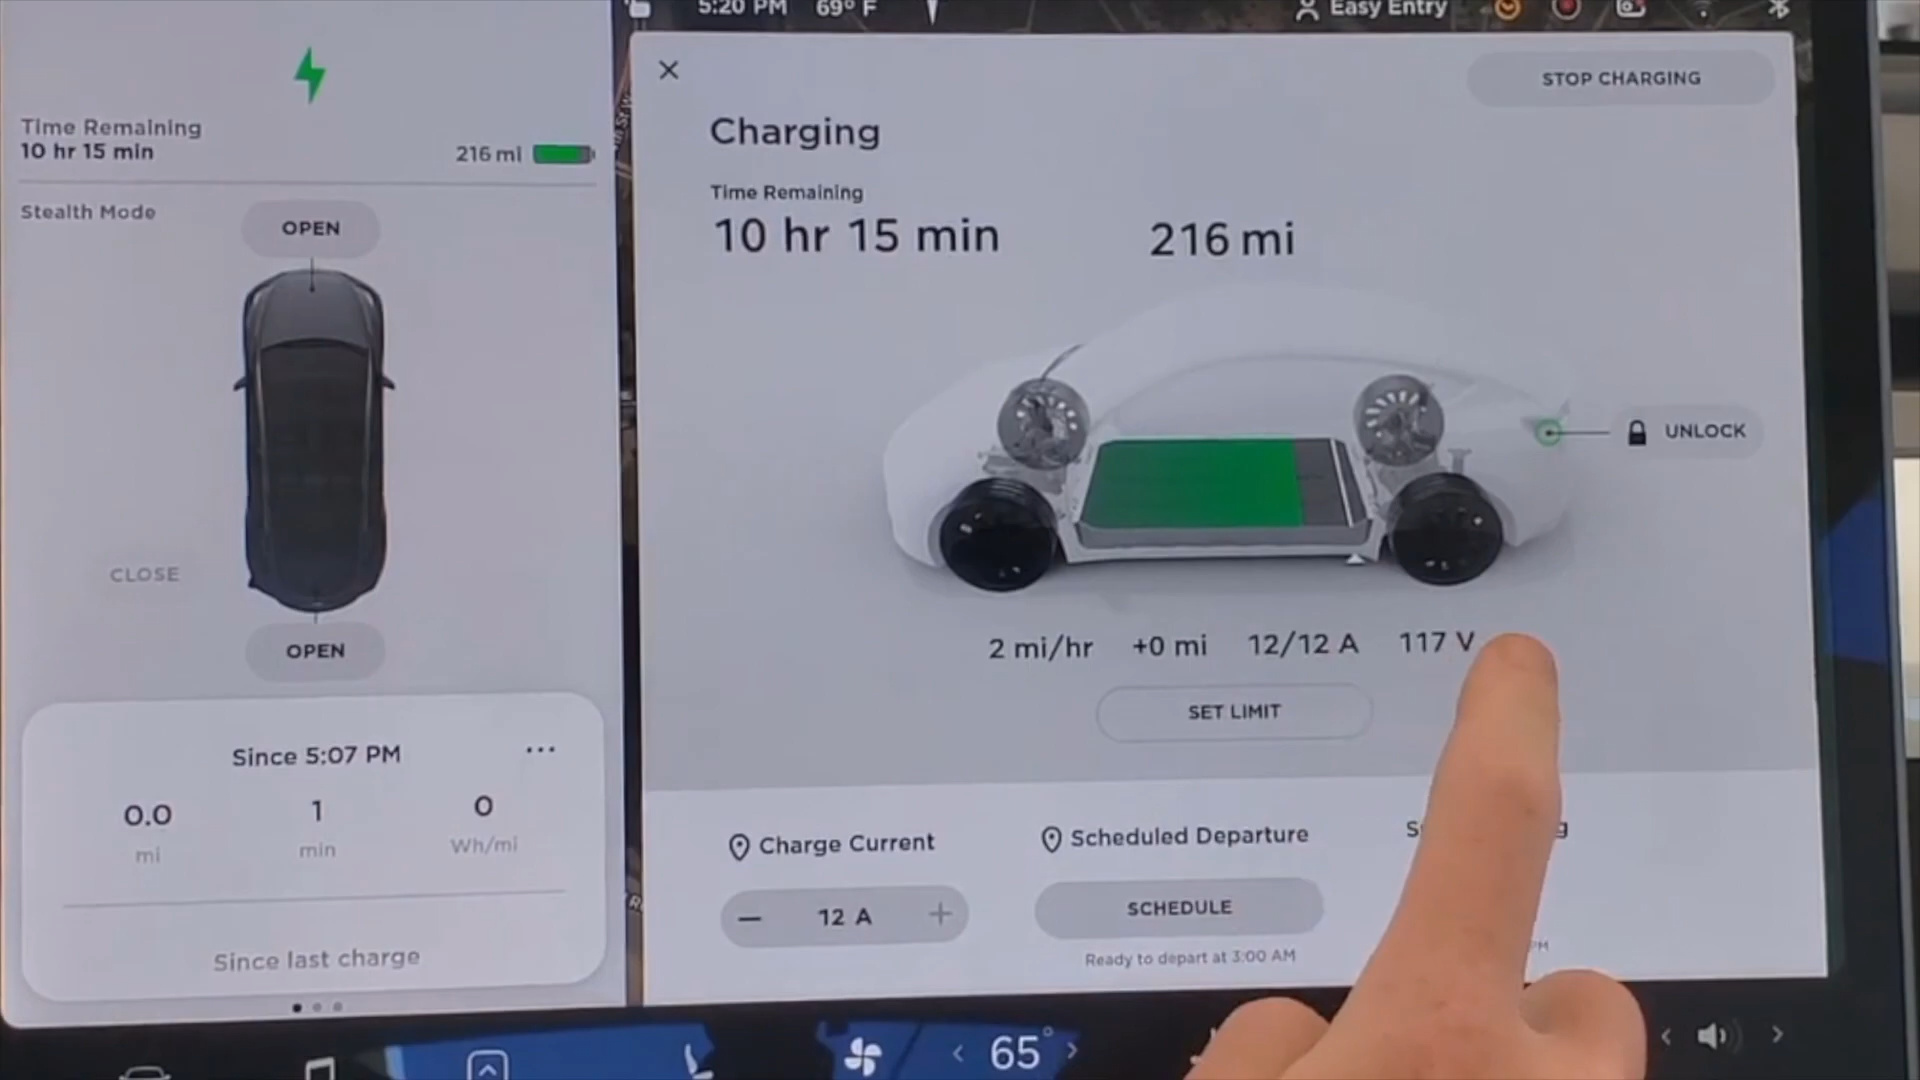 5:20 PM 69° F
Easy Entry
Time Remaining
10 hr 15 min
216 mi
Stealth Mode
OPEN
CLOSE
OPEN
Since 5:07 PM
...
0.0
mi
1
min
0
Wh/mi
Since last charge
STOP CHARGING
Charging
Time Remaining
10 hr 15 min
216 mi
UNLOCK
2 mi/hr +0 mi 12/12 A 117 V
SET LIMIT
Charge Current
12 A
Scheduled Departure
SCHEDULE
Ready to depart at 3:00 AM
65°